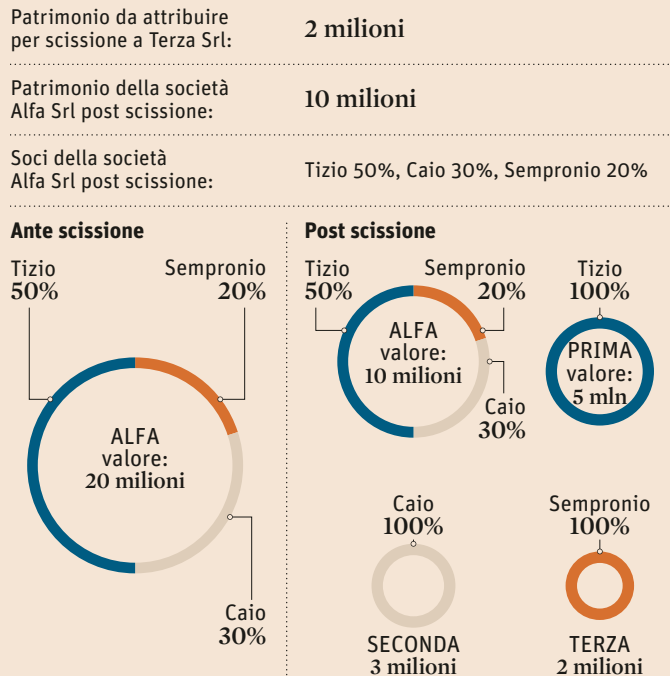 Patrimonio da attribuire
per scissione a Terza Srl:
2 milioni
Patrimonio della società
Alfa Srl post scissione:
10 milioni
Soci della società
Alfa Srl post scissione:
Tizio 50%, Caio 30%, Sempronio 20%
Ante scissione
Tizio
50%
Sempronio
20%
ALFA
valore:
20 milioni
Caio
30%
Post scissione
Tizio
50%
Sempronio
20%
ALFA
valore:
10 milioni
Caio
30%
Tizio
100%
PRIMA
valore:
5 mln
Caio
100%
SECONDA
3 milioni
Sempronio
100%
TERZA
2 milioni